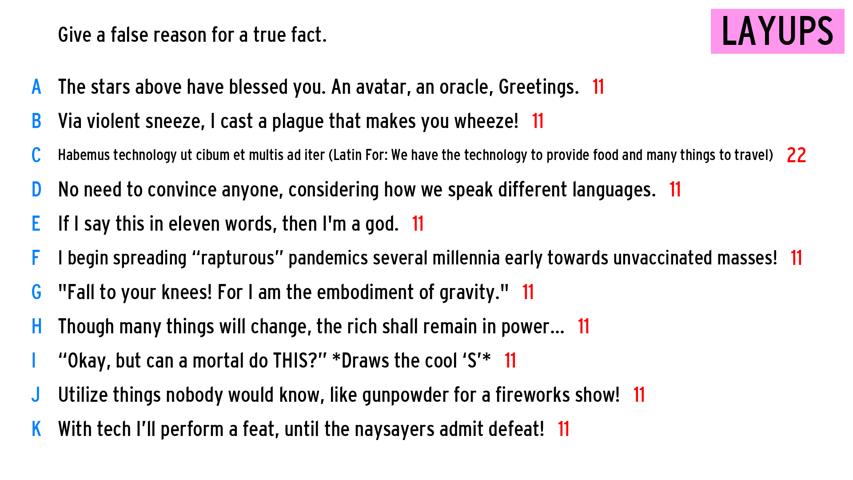 Give a false reason for a true fact.
LAYUPS
A The stars above have blessed you. An avatar, an oracle, Greetings. 11
B Via violent sneeze, I cast a plague that makes you wheeze! 11
C Habemus technology ut cibum et multis ad iter (Latin For: We have the technology to provide food and many things to travel) 22
D No need to convince anyone, considering how we speak different languages. 11
E If I say this in eleven words, then I'm a god. 11
F I begin spreading “rapturous” pandemics several millennia early towards unvaccinated masses! 11
G "Fall to your knees! For I am the embodiment of gravity." 11
H Though many things will change, the rich shall remain in power... 11
I “Okay, but can a mortal do THIS?” *Draws the cool ‘S’* 11
J Utilize things nobody would know, like gunpowder for a fireworks show! 11
K With tech I’ll perform a feat, until the naysayers admit defeat! 11